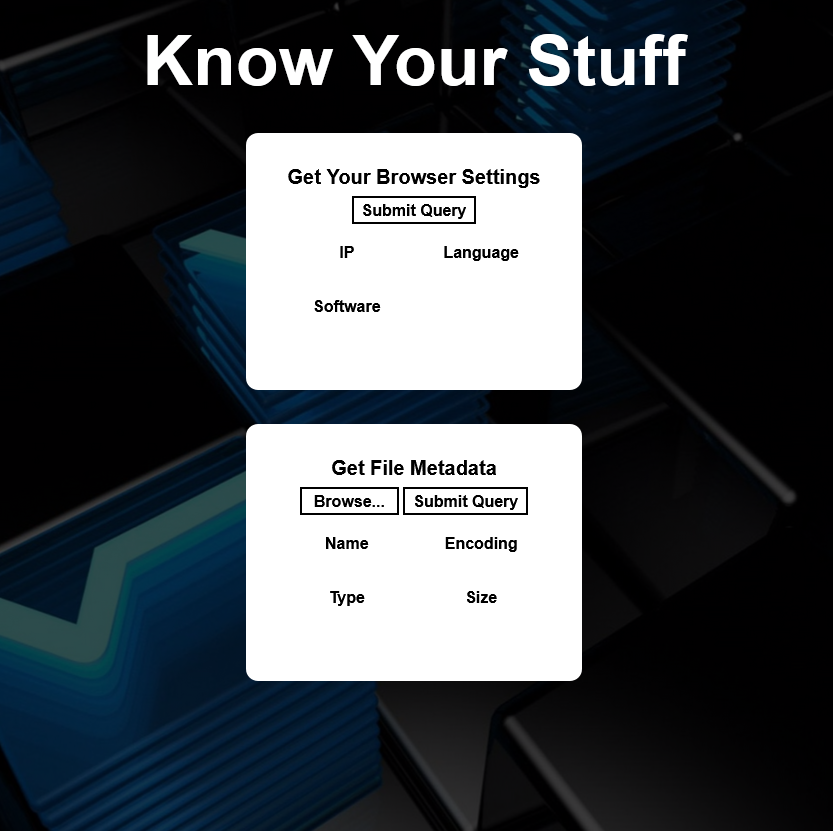 Know Your Stuff
Get Your Browser Settings
Submit Query
IP Language
Software
Get File Metadata
Browse... Submit Query
Name Encoding
Type Size